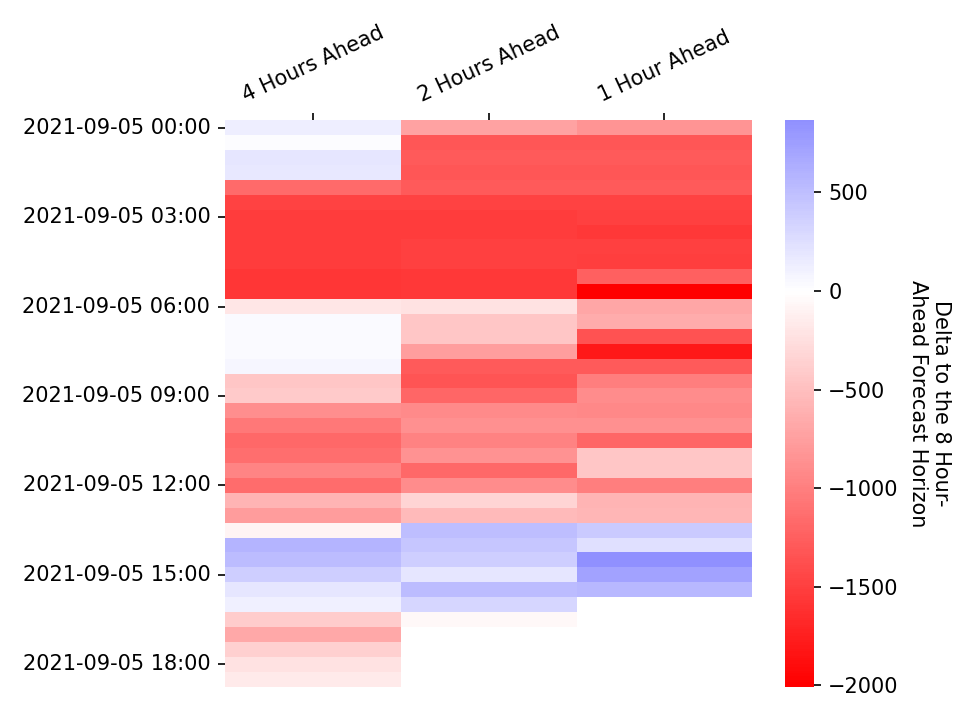 4 Hours Ahead
2 Hours Ahead
1 Hour Ahead
2021-09-05 00:00
2021-09-05 03:00
2021-09-05 06:00
2021-09-05 09:00
2021-09-05 12:00
2021-09-05 15:00
2021-09-05 18:00
500
0
−500
−1000
−1500
−2000
Delta to the 8 Hour-
Ahead Forecast Horizon